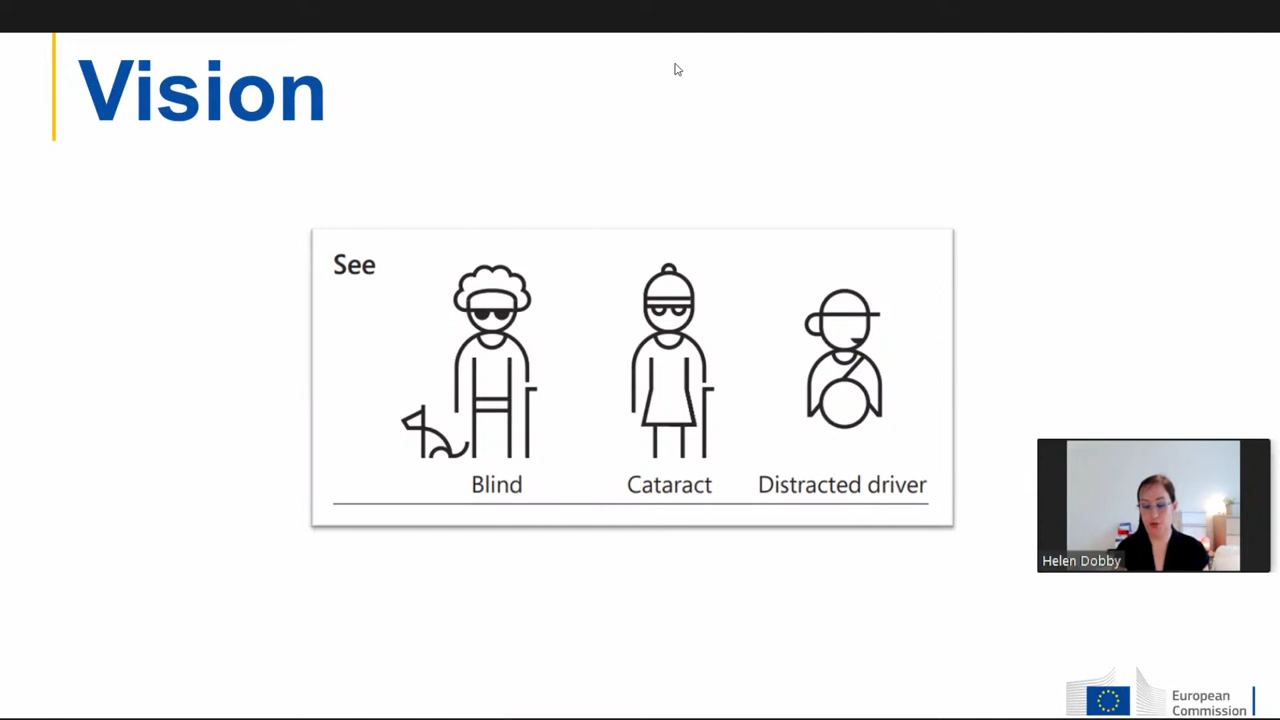 Vision
See
Blind
Cataract
Distracted driver
Helen Dobby
European
Commission